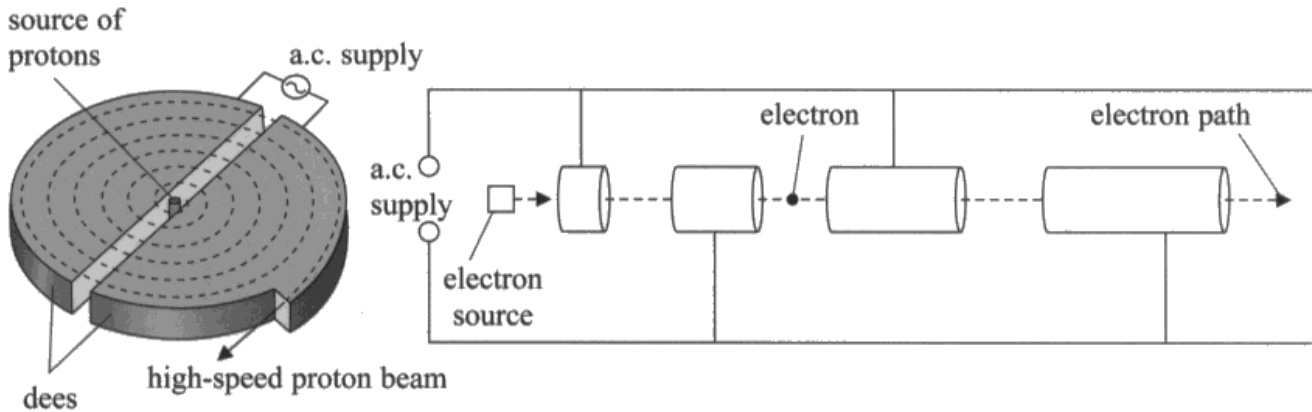 source of
protons
a.c. supply
dees
high-speed proton beam
a.c.
supply
electron
source
electron
electron path